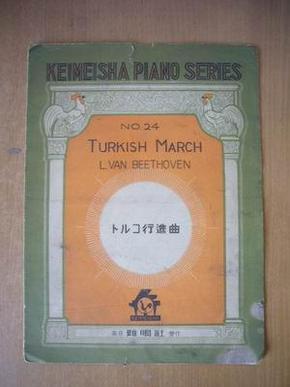 KEIMEISHA PIANO SERIES
NO. 24
TURKISH MARCH
L. VAN BEETHOVEN
トルコ行進曲